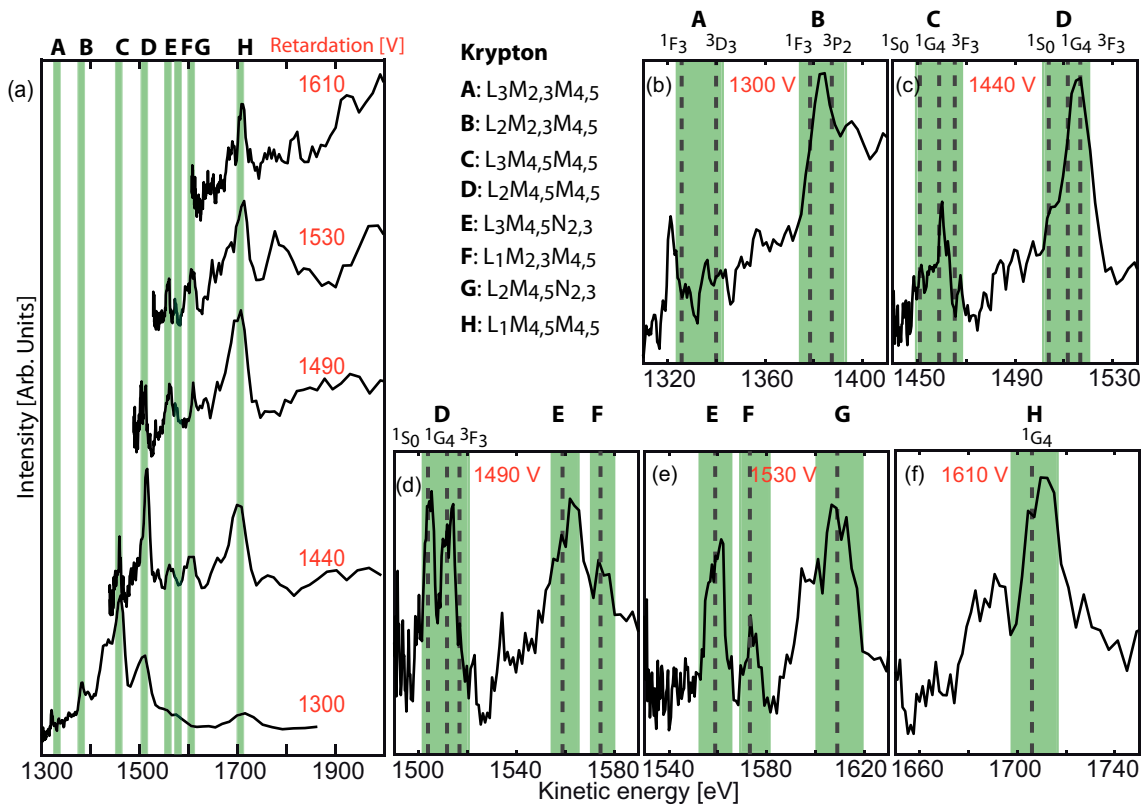 A B C D E F G H Retardation [V]
(a)
1610
1530
1490
1440
1300
Intensity [Arb. Units]
1300 1500 1700 1900
Krypton
A: L3M2,3M4,5
B: L2M2,3M4,5
C: L3M4,5M4,5
D: L2M4,5M4,5
E: L3M4,5N2,3
F: L1M2,3M4,5
G: L2M4,5N2,3
H: L1M4,5M4,5
A B
1F3 3D3 1F3 3P2
(b) 1300 V
1320 1360 1400
C D
1S0 1G4 3F3 1S0 1G4 3F3
(c) 1440 V
1450 1490 1530
D E F
1S0 1G4 3F3
(d) 1490 V
1500 1540 1580
E F G
(e) 1530 V
1540 1580 1620
H
1G4
(f) 1610 V
1660 1700 1740
Kinetic energy [eV]